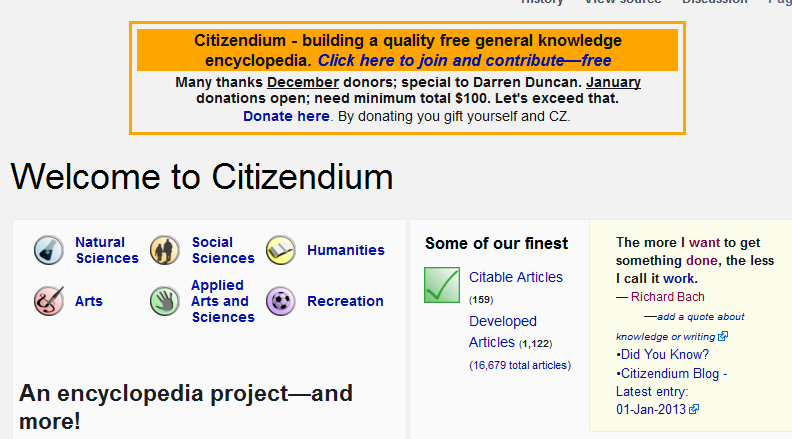 History View source Discussion
Citizendium - building a quality free general knowledge
encyclopedia. Click here to join and contribute—free
Many thanks December donors; special to Darren Duncan. January
donations open; need minimum total $100. Let's exceed that.
Donate here. By donating you gift yourself and CZ.
Welcome to Citizendium
Natural
Sciences
Social
Sciences
Humanities
Arts
Applied
Arts and
Sciences
Recreation
An encyclopedia project—and
more!
Some of our finest
Citable Articles
(159)
Developed
Articles (1,122)
(16,679 total articles)
The more I want to get
something done, the less
I call it work.
— Richard Bach
—add a quote about
knowledge or writing
•Did You Know?
•Citizendium Blog -
Latest entry:
01-Jan-2013